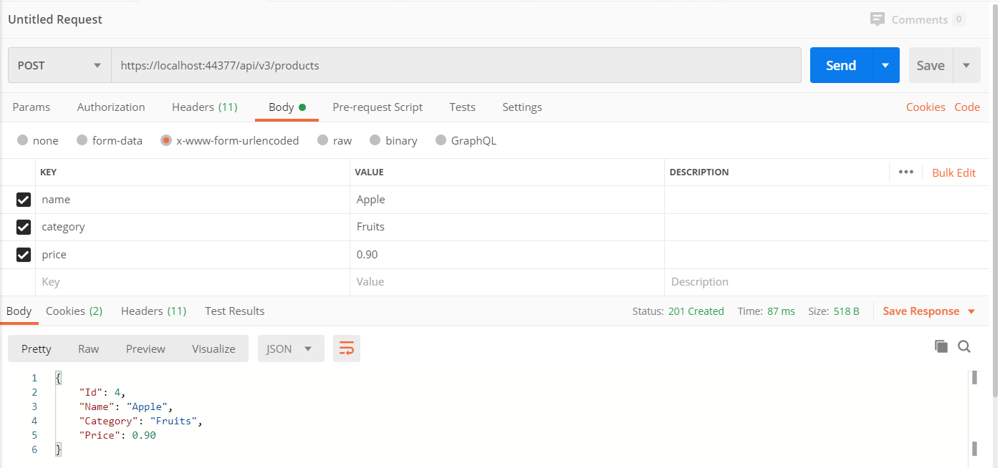 Untitled Request Comments 0
POST https://localhost:44377/api/v3/products Send Save
Params Authorization Headers (11) Body Pre-request Script Tests Settings Cookies Code
none form-data x-www-form-urlencoded raw binary GraphQL
KEY VALUE DESCRIPTION ••• Bulk Edit
name Apple
category Fruits
price 0.90
Key Value Description
Body Cookies (2) Headers (11) Test Results Status: 201 Created Time: 87 ms Size: 518 B Save Response
Pretty Raw Preview Visualize JSON
1 {
2 "Id": 4,
3 "Name": "Apple",
4 "Category": "Fruits",
5 "Price": 0.90
6 }